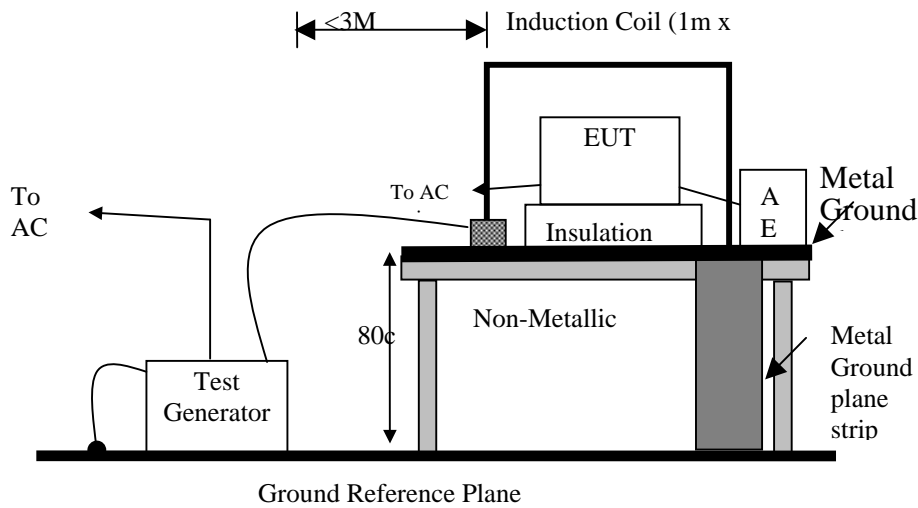 <3M
Induction Coil (1m x
EUT
To AC
To
AC
A
E
Metal
Ground
Insulation
80c
Non-Metallic
Metal
Ground
plane
strip
Test
Generator
Ground Reference Plane